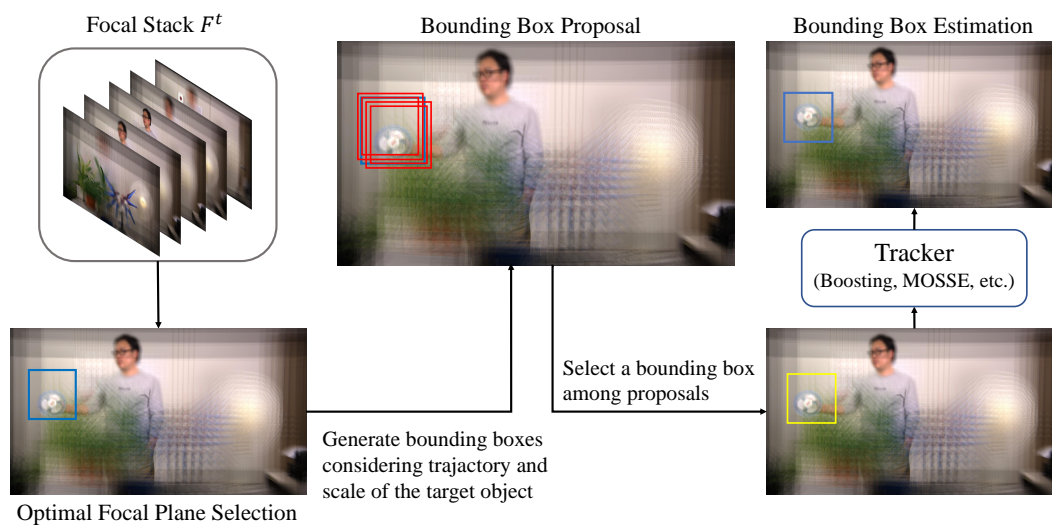 Focal Stack F^t
Bounding Box Proposal
Bounding Box Estimation
Tracker
(Boosting, MOSSE, etc.)
Select a bounding box
among proposals
Generate bounding boxes
considering trajactory and
scale of the target object
Optimal Focal Plane Selection